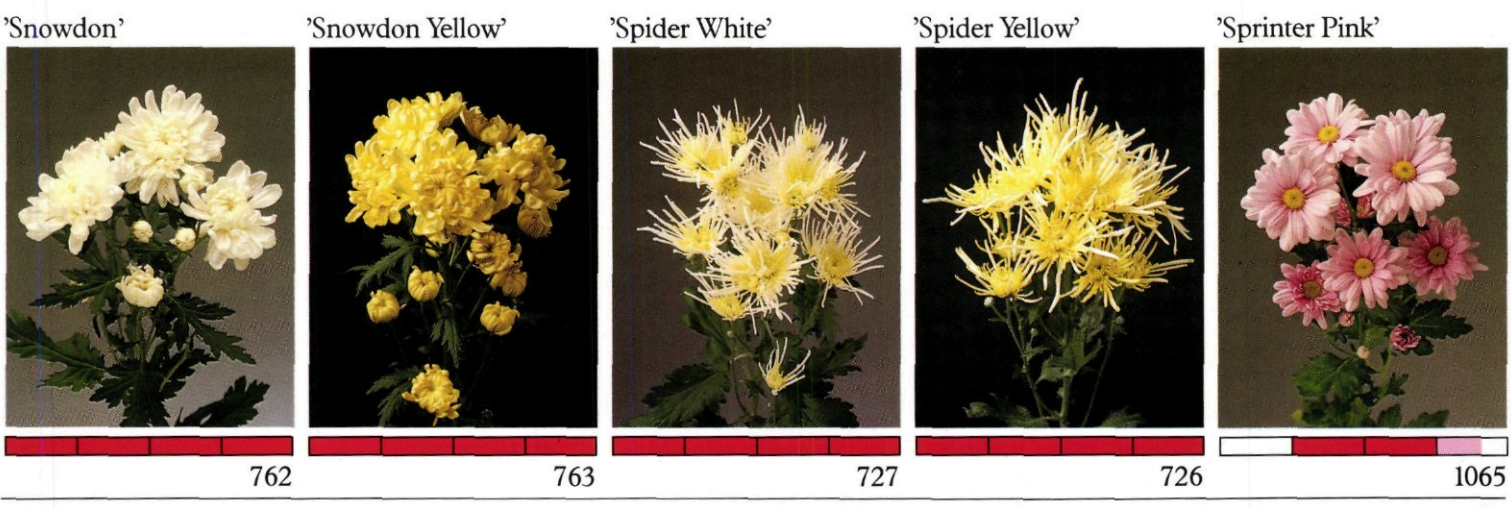 ’Snowdon’
’Snowdon Yellow’
’Spider White’
’Spider Yellow’
’Sprinter Pink’
762
763
727
726
1065